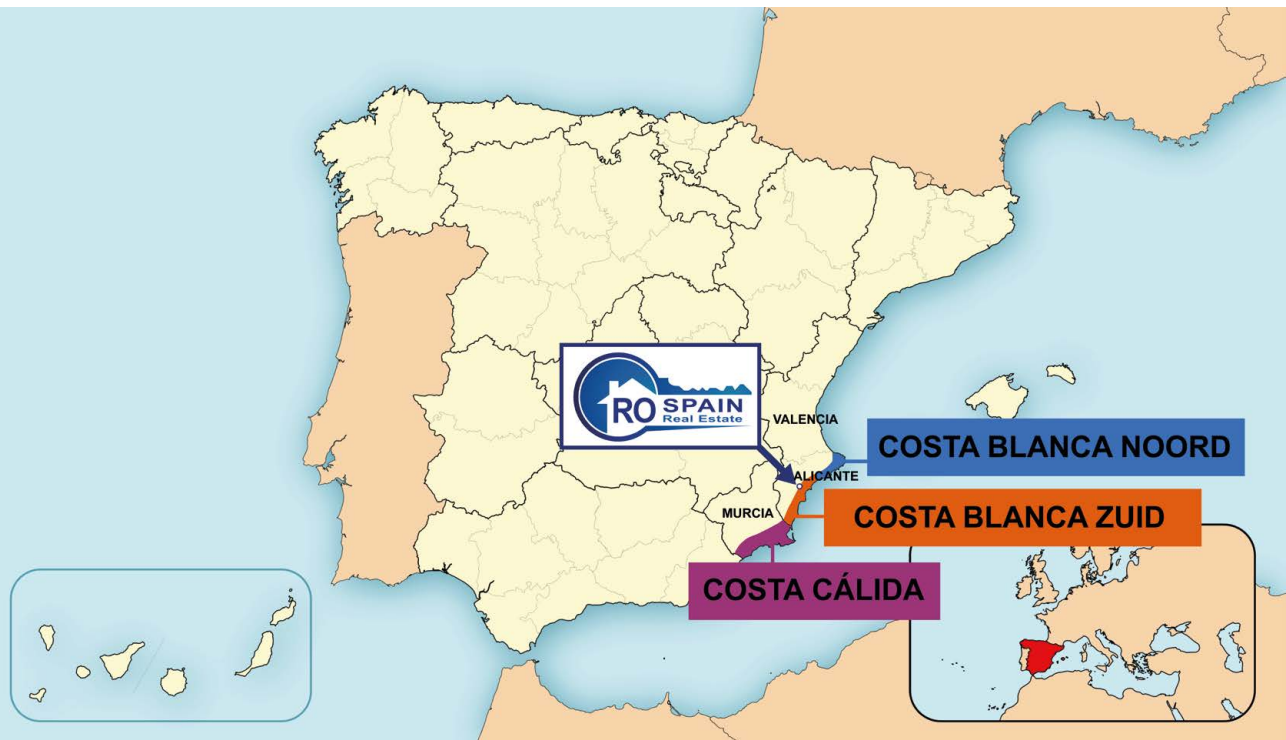 RO SPAIN
Real Estate
VALENCIA
COSTA BLANCA NOORD
ALICANTE
MURCIA
COSTA BLANCA ZUID
COSTA CÁLIDA